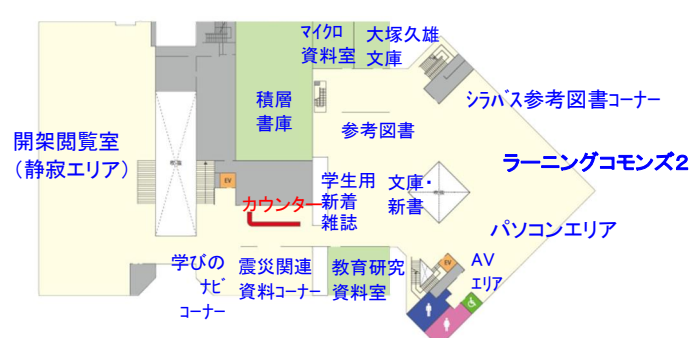 マイクロ
資料室
大塚久雄
文庫
積層
書庫
シラバス参考図書コーナー
参考図書
開架閲覧室
（静寂エリア）
ラーニングコモンズ2
学生用
新着
雑誌
文庫・
新書
EV
カウンター
パソコンエリア
学びの
ナビ
コーナー
震災関連
資料コーナー
教育研究
資料室
EV
AV
エリア